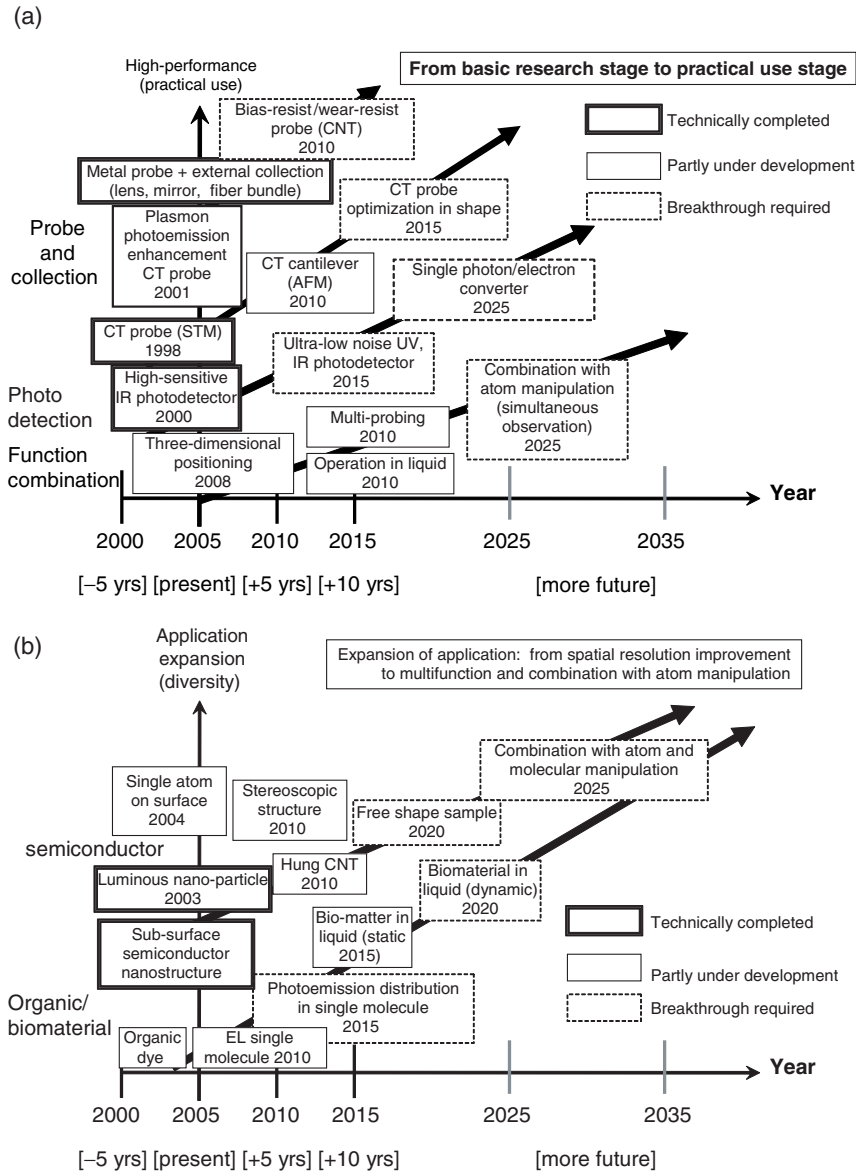 (a)
High-performance
(practical use)
From basic research stage to practical use stage
Bias-resist/wear-resist
probe (CNT)
2010
Technically completed
Partly under development
Breakthrough required
Metal probe + external collection
(lens, mirror, fiber bundle)
CT probe
optimization in shape
2015
Probe
and
collection
Plasmon
photoemission
enhancement
CT probe
2001
CT cantilever
(AFM)
2010
Single photon/electron
converter
2025
CT probe (STM)
1998
Ultra-low noise UV,
IR photodetector
2015
Combination with
atom manipulation
(simultaneous
observation)
2025
Photo
detection
High-sensitive
IR photodetector
2000
Multi-probing
2010
Function
combination
Three-dimensional
positioning
2008
Operation in liquid
2010
Year
2000 2005 2010 2015 2025 2035
[–5 yrs] [present] [+5 yrs] [+10 yrs] [more future]
(b)
Application
expansion
(diversity)
Expansion of application: from spatial resolution improvement
to multifunction and combination with atom manipulation
Combination with atom and
molecular manipulation
2025
Single atom
on surface
2004
Stereoscopic
structure
2010
Free shape sample
2020
semiconductor
Hung CNT
2010
Luminous nano-particle
2003
Biomaterial in
liquid (dynamic)
2020
Bio-matter in
liquid (static
2015)
Sub-surface
semiconductor
nanostructure
Technically completed
Partly under development
Breakthrough required
Photoemission distribution
in single molecule
2015
Organic/
biomaterial
Organic
dye
EL single
molecule 2010
Year
2000 2005 2010 2015 2025 2035
[–5 yrs] [present] [+5 yrs] [+10 yrs] [more future]